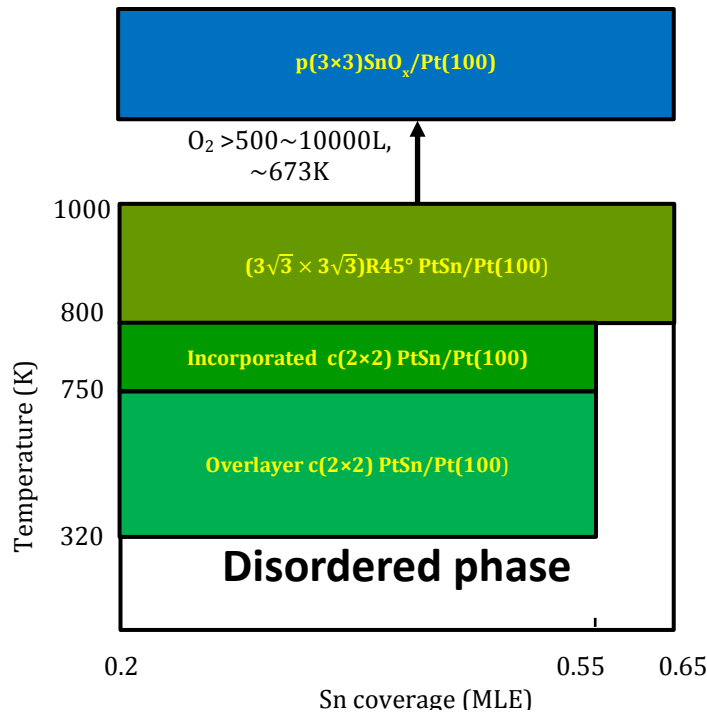 p(3×3)SnOₓ/Pt(100)
O₂ >500~10000L,
~673K
1000
(3√3 × 3√3)R45° PtSn/Pt(100)
800
Incorporated c(2×2) PtSn/Pt(100)
750
Overlayer c(2×2) PtSn/Pt(100)
320
Disordered phase
Temperature (K)
0.2
0.55
0.65
Sn coverage (MLE)